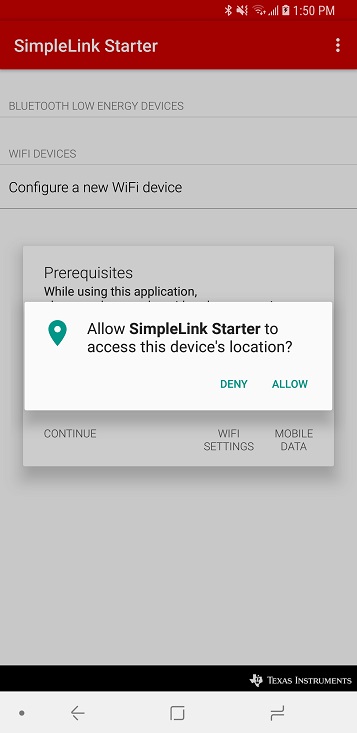 1:50 PM
SimpleLink Starter
BLUETOOTH LOW ENERGY DEVICES
WIFI DEVICES
Configure a new WiFi device
Prerequisites
While using this application,
Allow SimpleLink Starter to
access this device's location?
DENY ALLOW
CONTINUE WIFI SETTINGS MOBILE DATA
TEXAS INSTRUMENTS